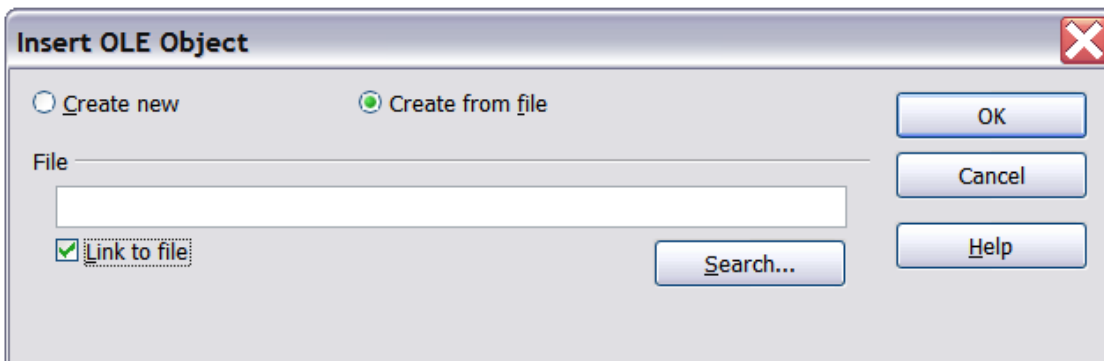 Insert OLE Object
Create new
Create from file
OK
File
Cancel
Link to file
Search...
Help